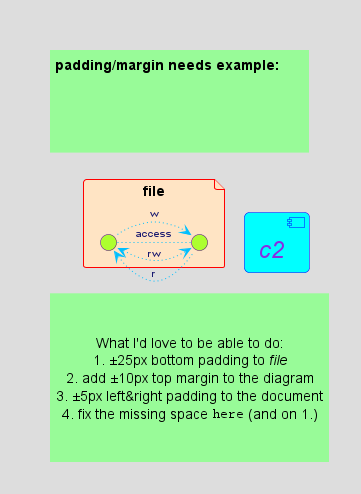 padding/margin needs example:
file
w
access
rw
r
c2
What I'd love to be able to do:
1. ±25px bottom padding to file
2. add ±10px top margin to the diagram
3. ±5px left&right padding to the document
4. fix the missing space here (and on 1.)